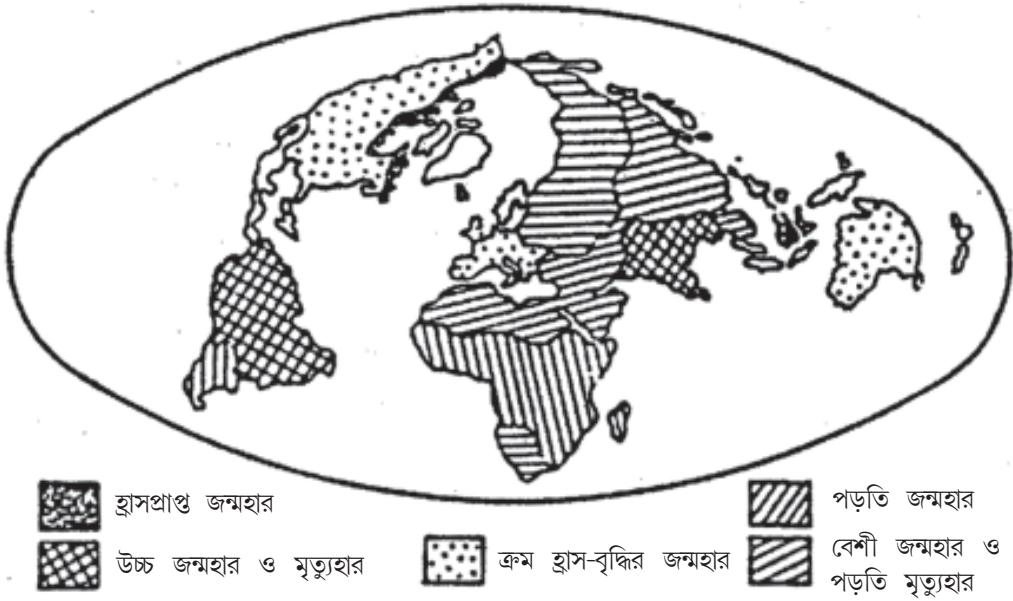 হ্রাসপ্রাপ্ত জন্মহার
উচ্চ জন্মহার ও মৃত্যুহার
ক্রম হ্রাস-বৃদ্ধির জন্মহার
পড়তি জন্মহার
বেশী জন্মহার ও
পড়তি মৃত্যুহার